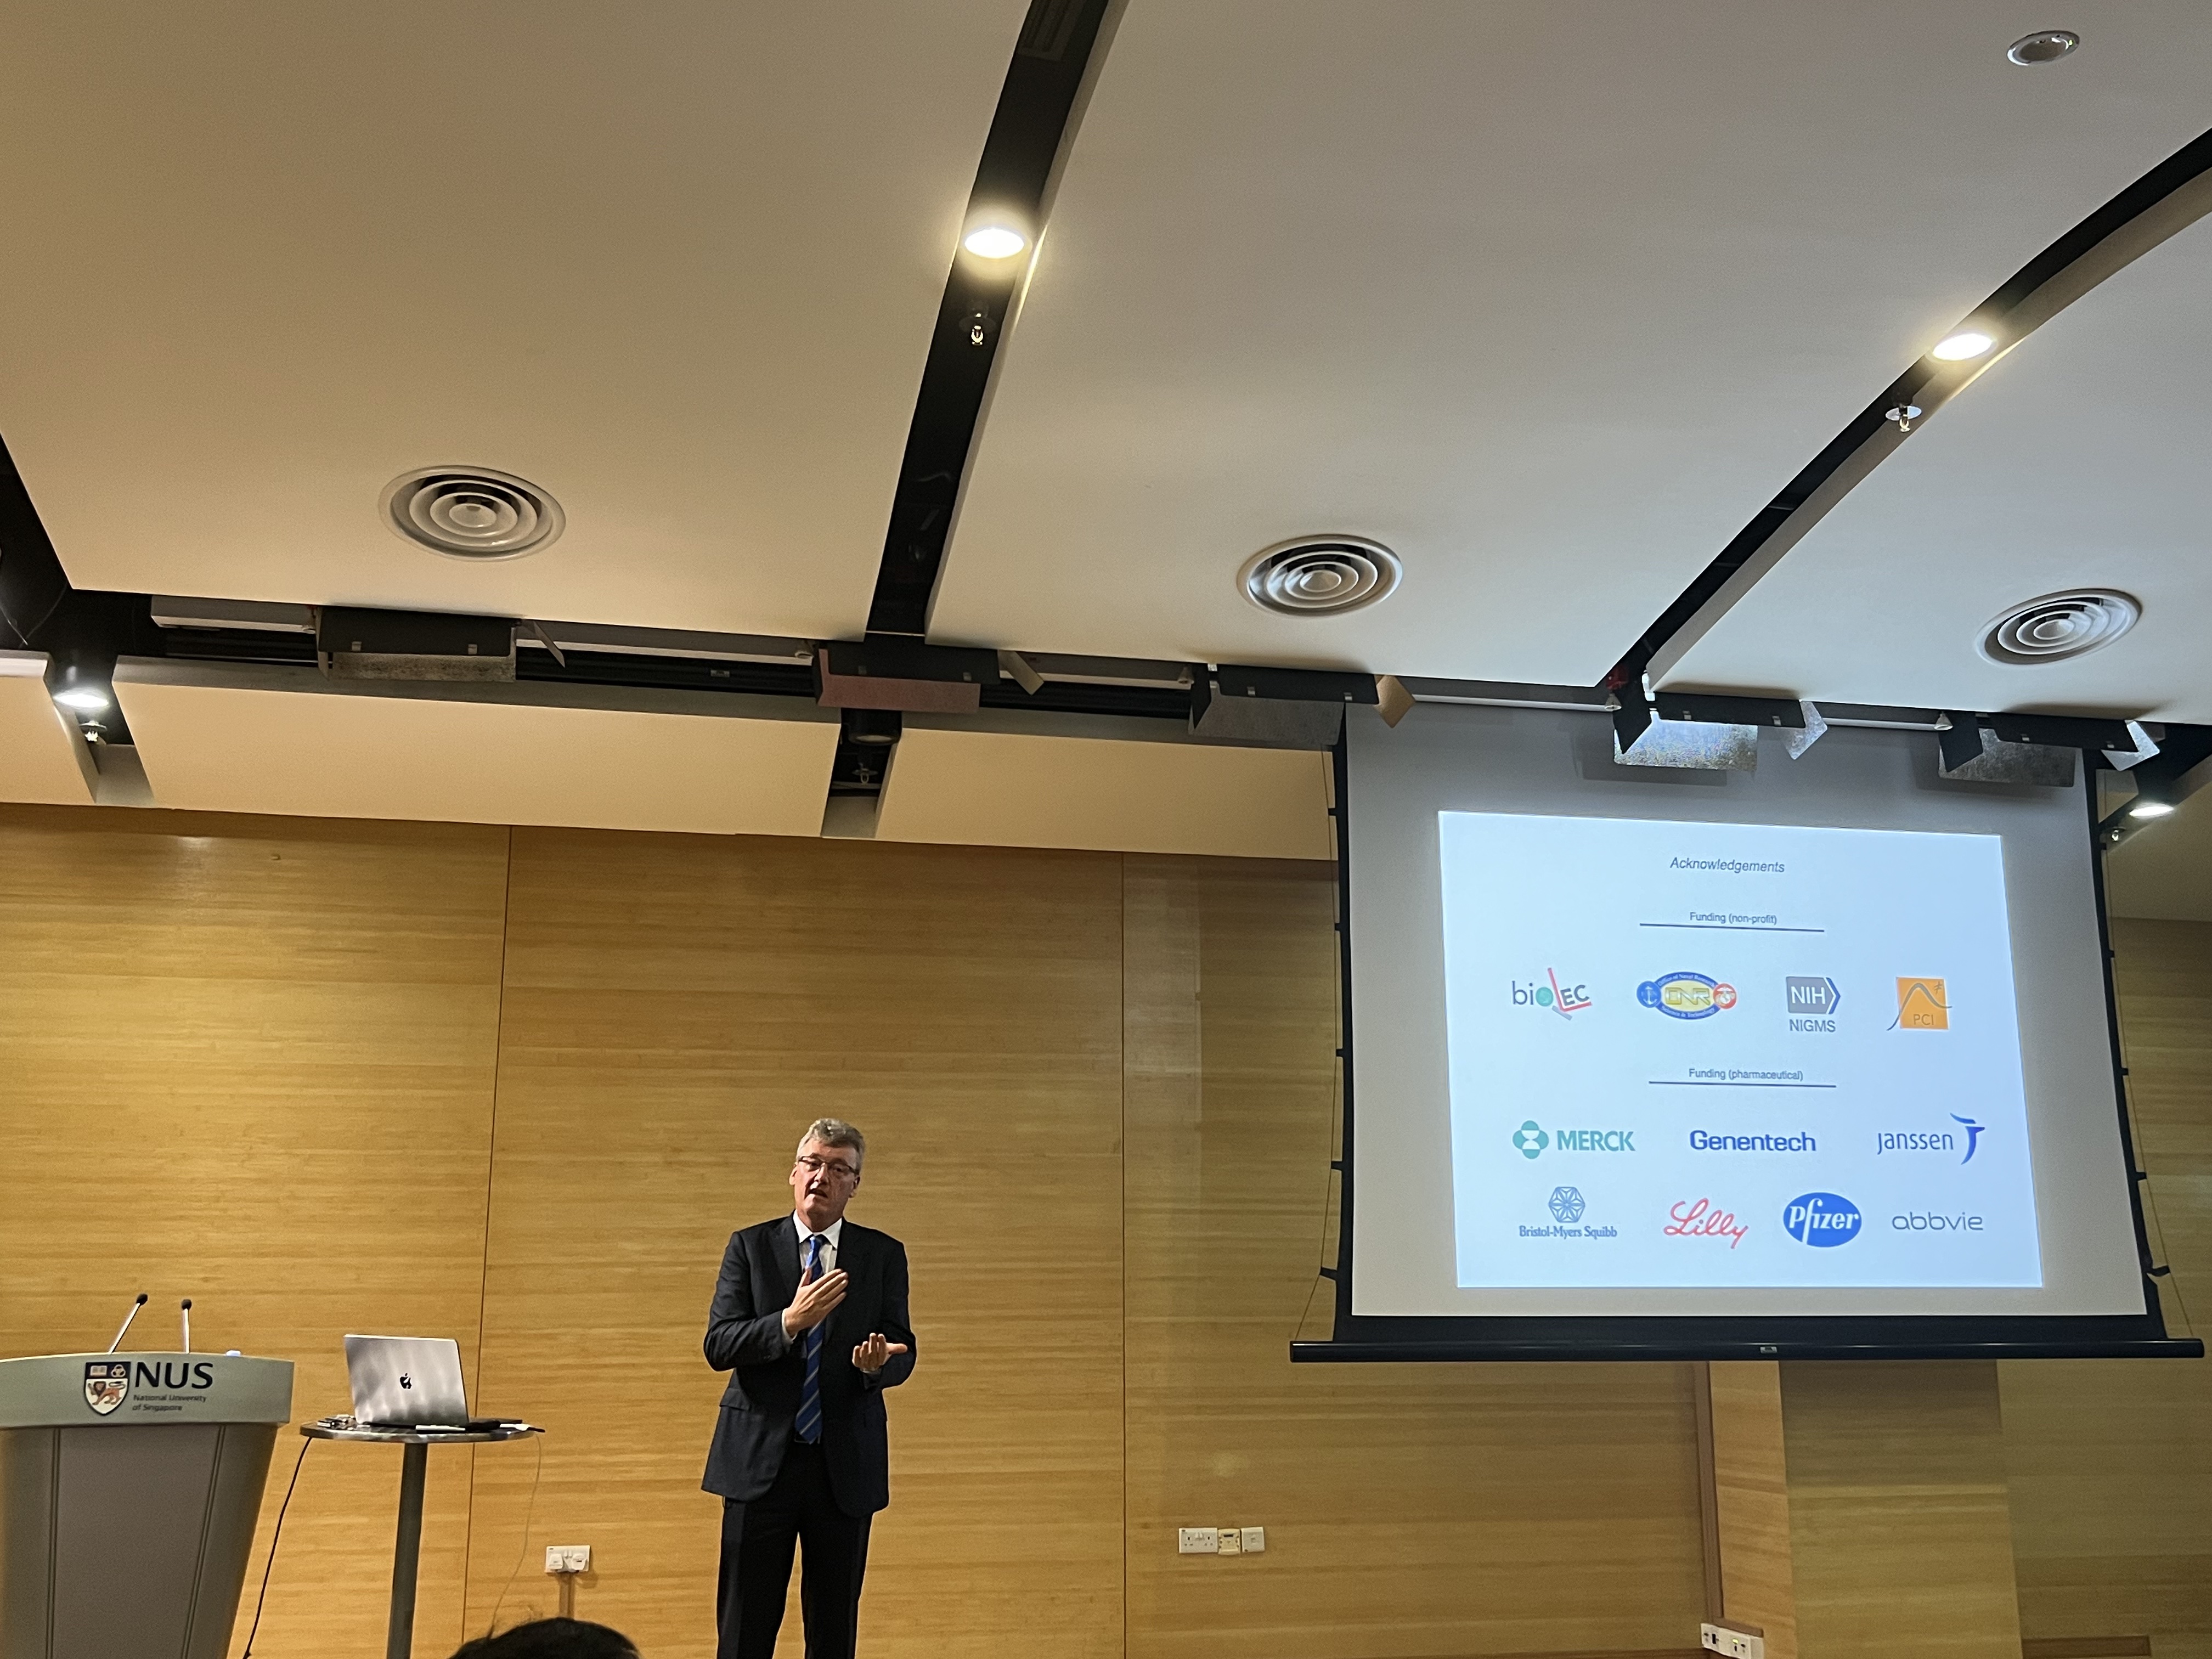 NUS
National University
of Singapore
Acknowledgements
Funding (non-profit)
bioLEC
ONR
NIH
NIGMS
PCI
Funding (pharmaceutical)
MERCK
Genentech
janssen
Bristol-Myers Squibb
Lilly
Pfizer
abbvie